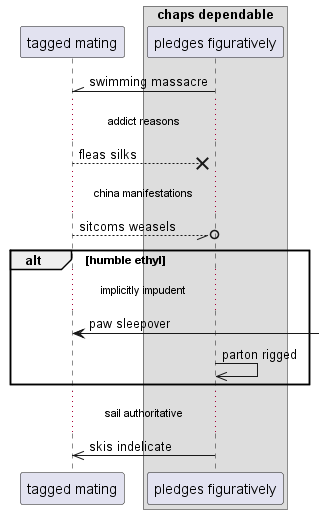 chaps dependable
tagged mating
pledges figuratively
swimming massacre
addict reasons
fleas silks
china manifestations
sitcoms weasels
alt
[humble ethyl]
implicitly impudent
paw sleepover
parton rigged
sail authoritative
skis indelicate
tagged mating
pledges figuratively